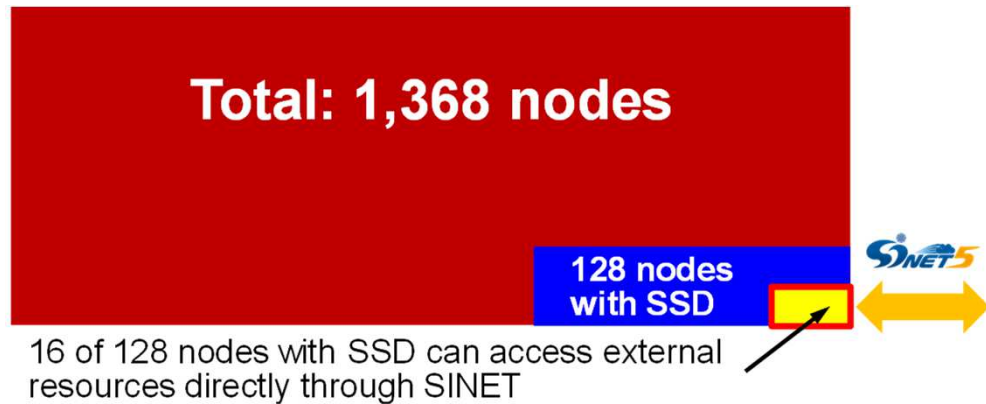 Total: 1,368 nodes
128 nodes
with SSD
SINET5
16 of 128 nodes with SSD can access external
resources directly through SINET